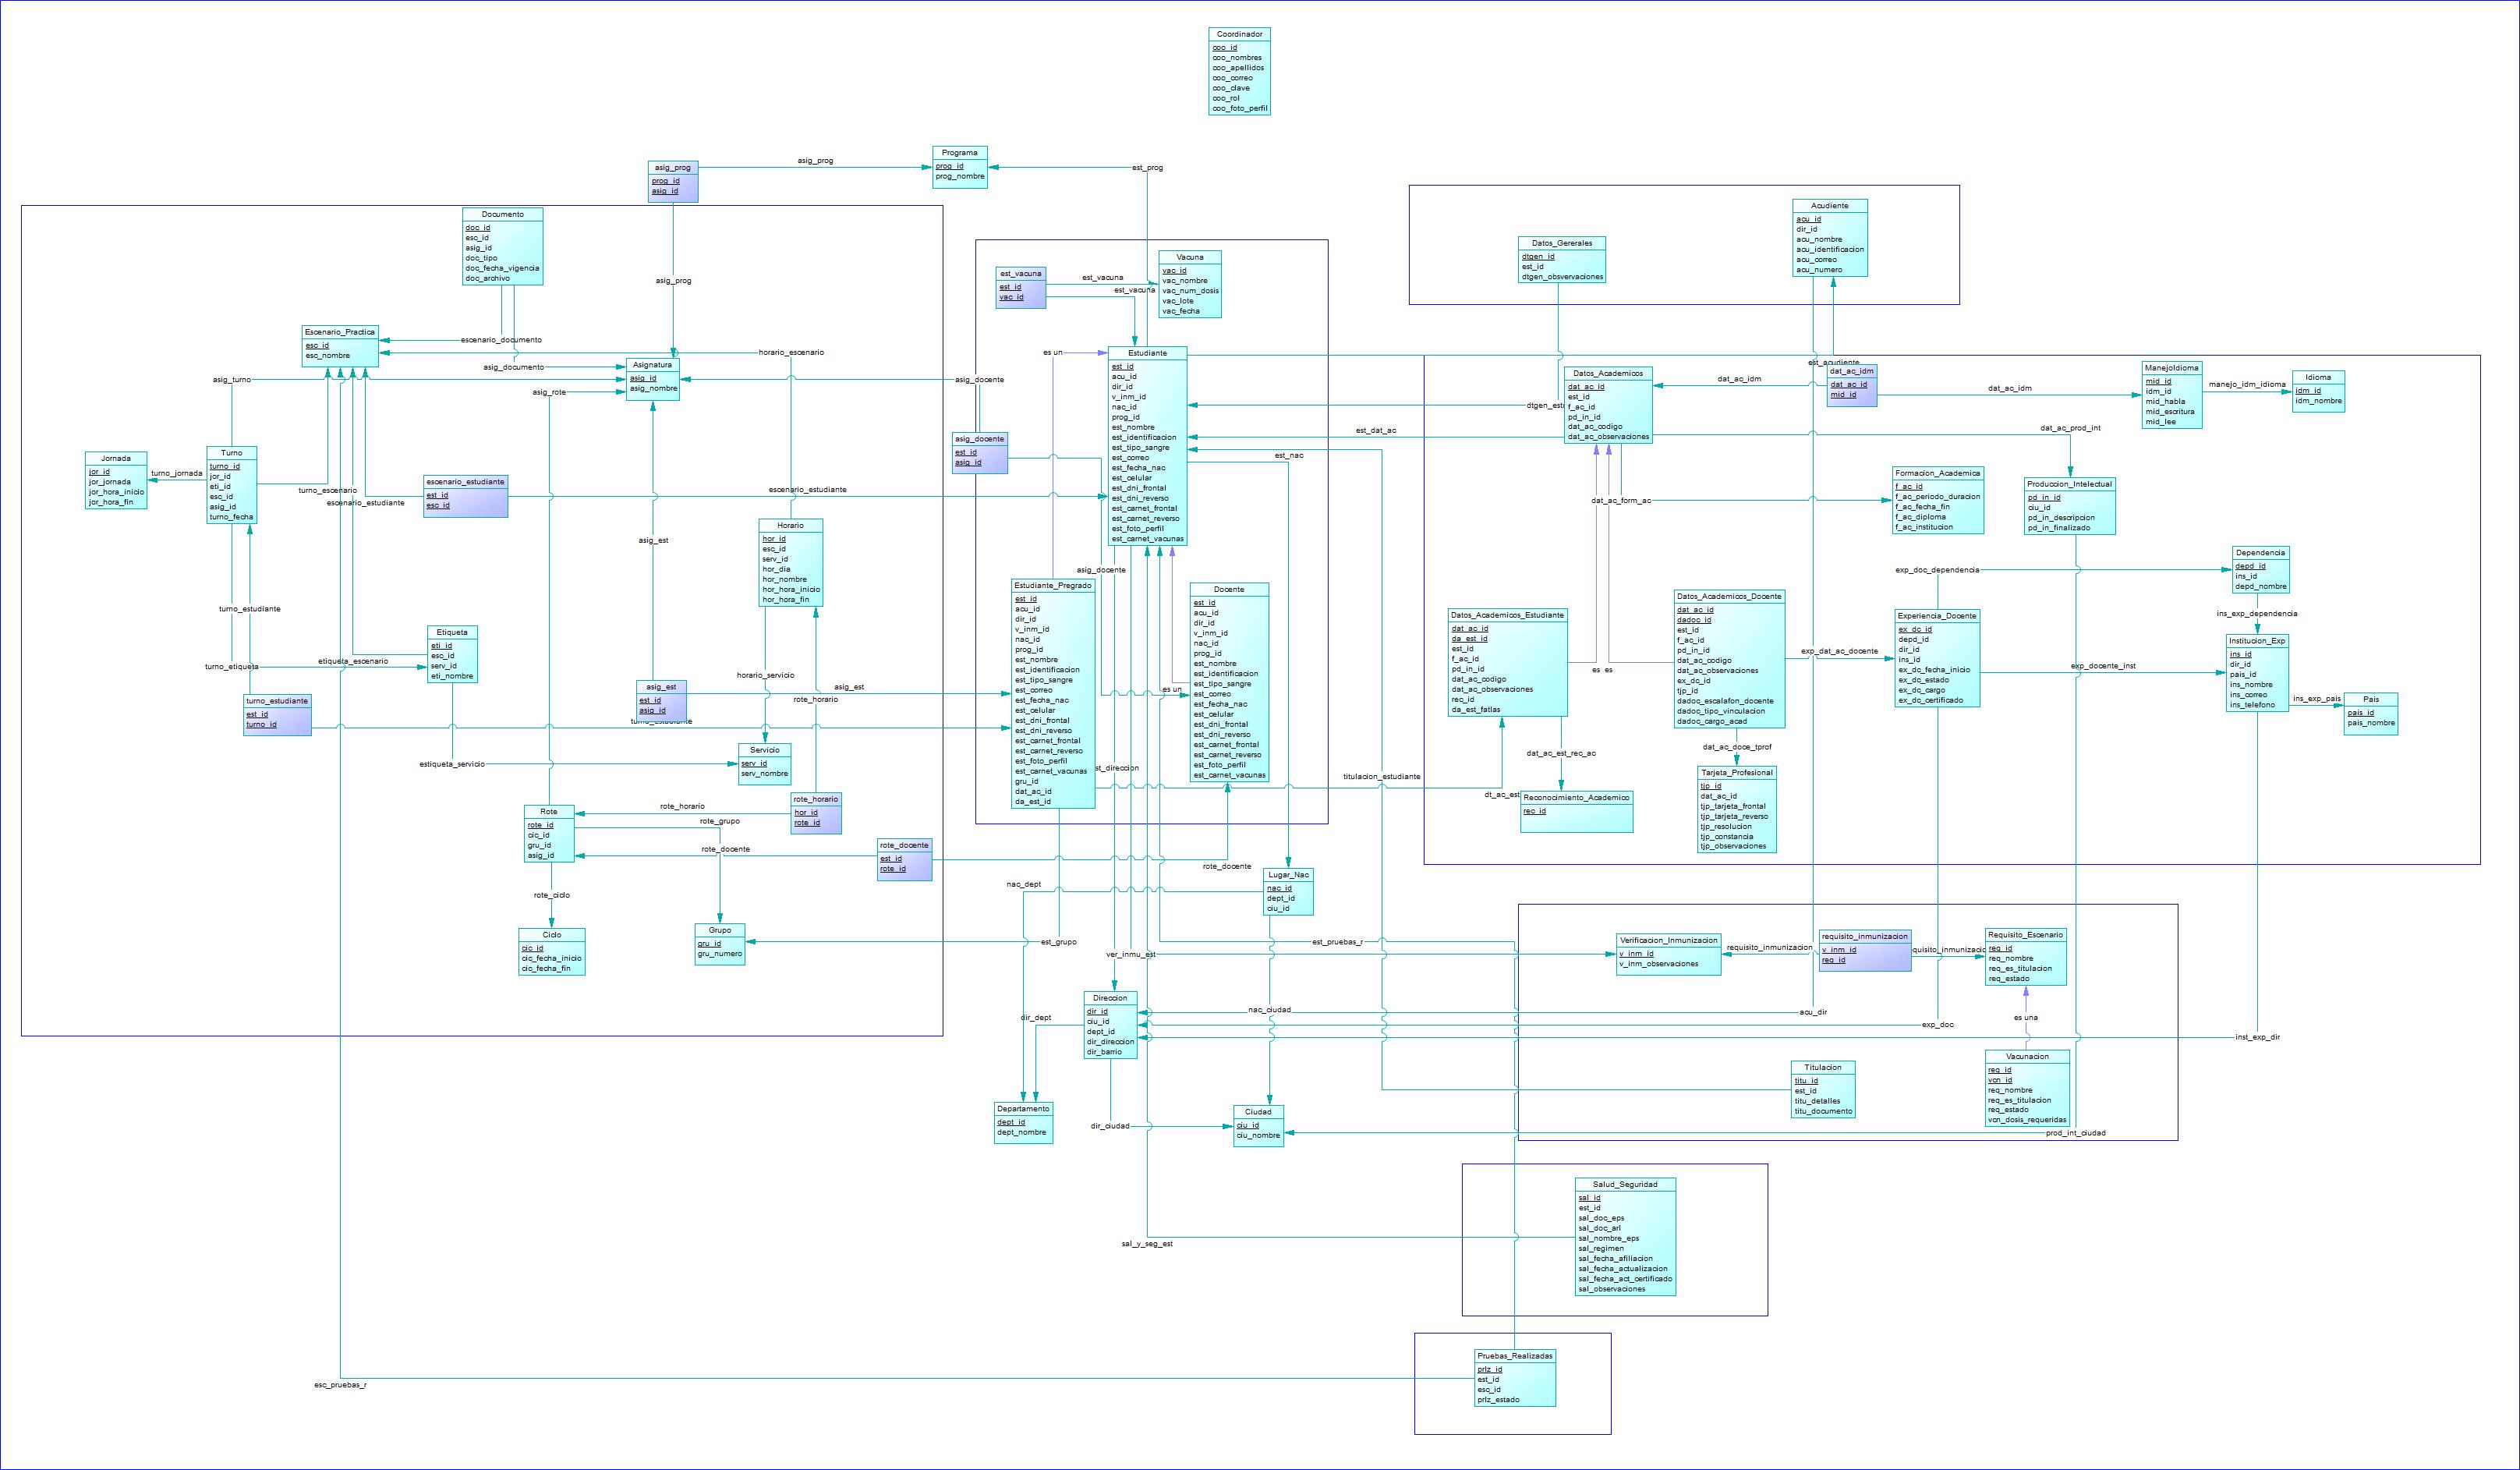 Coordinador
coo_id
coo_nombres
coo_apellidos
coo_correo
coo_clave
coo_rol
coo_foto_perfil
asig_prog
prog_id
asig_id
asig_prog
Programa
prog_id
prog_nombre
est_prog
asig_prog
Documento
doc_id
esc_id
asig_id
doc_tipo
doc_fecha_vigencia
doc_archivo
Escenario_Practica
esc_id
esc_nombre
escenario_documento
horario_escenario
asig_documento
asig_turno
asig_rote
Asignatura
asig_id
asig_nombre
asig_docente
asig_docente
est_id
asig_id
Jornada
jor_id
jor_jornada
jor_hora_inicio
jor_hora_fin
turno_jornada
Turno
turno_id
jor_id
eti_id
esc_id
asig_id
turno_fecha
turno_escenario
escenario_estudiante
escenario_estudiante
est_id
esc_id
escenario_estudiante
asig_est
Horario
hor_id
esc_id
serv_id
hor_dia
hor_nombre
hor_hora_inicio
hor_hora_fin
turno_estudiante
Etiqueta
eti_id
esc_id
serv_id
eti_nombre
turno_etiqueta
etiqueta_escenario
turno_estudiante
est_id
turno_id
asig_est
est_id
asig_id
asig_est
turno_estudiante
horario_servicio
rote_horario
Servicio
serv_id
serv_nombre
estiqueta_servicio
rote_horario
hor_id
rote_id
rote_horario
Rote
rote_id
cic_id
gru_id
asig_id
rote_grupo
rote_docente
rote_docente
est_id
rote_id
rote_docente
rote_ciclo
Ciclo
cic_id
cic_fecha_inicio
cic_fecha_fin
Grupo
gru_id
gru_numero
est_grupo
est_vacuna
est_id
vac_id
est_vacuna
est_vacuna
Vacuna
vac_id
vac_nombre
vac_num_dosis
vac_lote
vac_fecha
es un
Estudiante
est_id
acu_id
dir_id
v_inm_id
nac_id
prog_id
est_nombre
est_identificacion
est_tipo_sangre
est_correo
est_fecha_nac
est_celular
est_dni_frontal
est_dni_reverso
est_carnet_frontal
est_carnet_reverso
est_foto_perfil
est_carnet_vacunas
asig_docente
Estudiante_Pregrado
est_id
acu_id
dir_id
v_inm_id
nac_id
prog_id
est_nombre
est_identificacion
est_tipo_sangre
est_correo
est_fecha_nac
est_celular
est_dni_frontal
est_dni_reverso
est_carnet_frontal
est_carnet_reverso
est_foto_perfil
est_carnet_vacunas
gru_id
dat_ac_id
da_est_id
es un
Docente
est_id
acu_id
dir_id
v_inm_id
nac_id
prog_id
est_nombre
est_identificacion
est_tipo_sangre
est_correo
est_fecha_nac
est_celular
est_dni_frontal
est_dni_reverso
est_carnet_frontal
est_carnet_reverso
est_foto_perfil
est_carnet_vacunas
st_direccion
est_nac
titulacion_estudiante
nac_dept
Lugar_Nac
nac_id
dept_id
ciu_id
est_pruebas_r
ver_inmu_est
Direccion
dir_id
ciu_id
dept_id
dir_direccion
dir_barrio
dir_dept
nac_ciudad
Departamento
dept_id
dept_nombre
dir_ciudad
Ciudad
ciu_id
ciu_nombre
Datos_Gererales
dtgen_id
est_id
dtgen_obsvervaciones
Acudiente
acu_id
dir_id
acu_nombre
acu_identificacion
acu_correo
acu_numero
est_acudiente
dtgen_est
est_dat_ac
Datos_Academicos
dat_ac_id
est_id
f_ac_id
pd_in_id
dat_ac_codigo
dat_ac_observaciones
dat_ac_idm
dat_ac_idm
dat_ac_id
mid_id
dat_ac_idm
ManejoIdioma
mid_id
idm_id
mid_habla
mid_escritura
mid_lee
manejo_idm_idioma
Idioma
idm_id
idm_nombre
dat_ac_prod_int
dat_ac_form_ac
Formacion_Academica
f_ac_id
f_ac_periodo_duracion
f_ac_fecha_fin
f_ac_diploma
f_ac_institucion
Produccion_Intelectual
pd_in_id
ciu_id
pd_in_descripcion
pd_in_finalizado
Dependencia
depd_id
ins_id
depd_nombre
exp_doc_dependencia
ins_exp_dependencia
Datos_Academicos_Estudiante
dat_ac_id
da_est_id
est_id
f_ac_id
pd_in_id
dat_ac_codigo
dat_ac_observaciones
rec_id
da_est_fatlas
es
es
Datos_Academicos_Docente
dat_ac_id
dadoc_id
est_id
f_ac_id
pd_in_id
dat_ac_codigo
dat_ac_observaciones
ex_dc_id
tjp_id
dadoc_escalafon_docente
dadoc_tipo_vinculacion
dadoc_cargo_acad
exp_dat_ac_docente
Experiencia_Docente
ex_dc_id
depd_id
dir_id
ins_id
ex_dc_fecha_inicio
ex_dc_estado
ex_dc_cargo
ex_dc_certificado
exp_docente_inst
Institucion_Exp
ins_id
dir_id
pais_id
ins_nombre
ins_correo
ins_telefono
ins_exp_pais
Pais
pais_id
pais_nombre
dat_ac_est_rec_ac
dat_ac_doce_tprof
dt_ac_est
Reconocimiento_Academico
rec_id
Tarjeta_Profesional
tjp_id
dat_ac_id
tjp_tarjeta_frontal
tjp_tarjeta_reverso
tjp_resolucion
tjp_constancia
tjp_observaciones
Verificacion_Inmunizacion
v_inm_id
v_inm_observaciones
requisito_inmunizacion
requisito_inmunizacion
v_inm_id
req_id
quisito_inmunizacio
Requisito_Escenario
req_id
req_nombre
req_es_titulacion
req_estado
acu_dir
exp_doc
es una
inst_exp_dir
Titulacion
titu_id
est_id
titu_detalles
titu_documento
Vacunacion
req_id
vcn_id
req_nombre
req_es_titulacion
req_estado
vcn_dosis_requeridas
prod_int_ciudad
Salud_Seguridad
sal_id
est_id
sal_doc_eps
sal_doc_arl
sal_nombre_eps
sal_regimen
sal_fecha_afiliacion
sal_fecha_actualizacion
sal_fecha_act_certificado
sal_observaciones
sal_y_seg_est
Pruebas_Realizadas
prlz_id
est_id
esc_id
prlz_estado
esc_pruebas_r